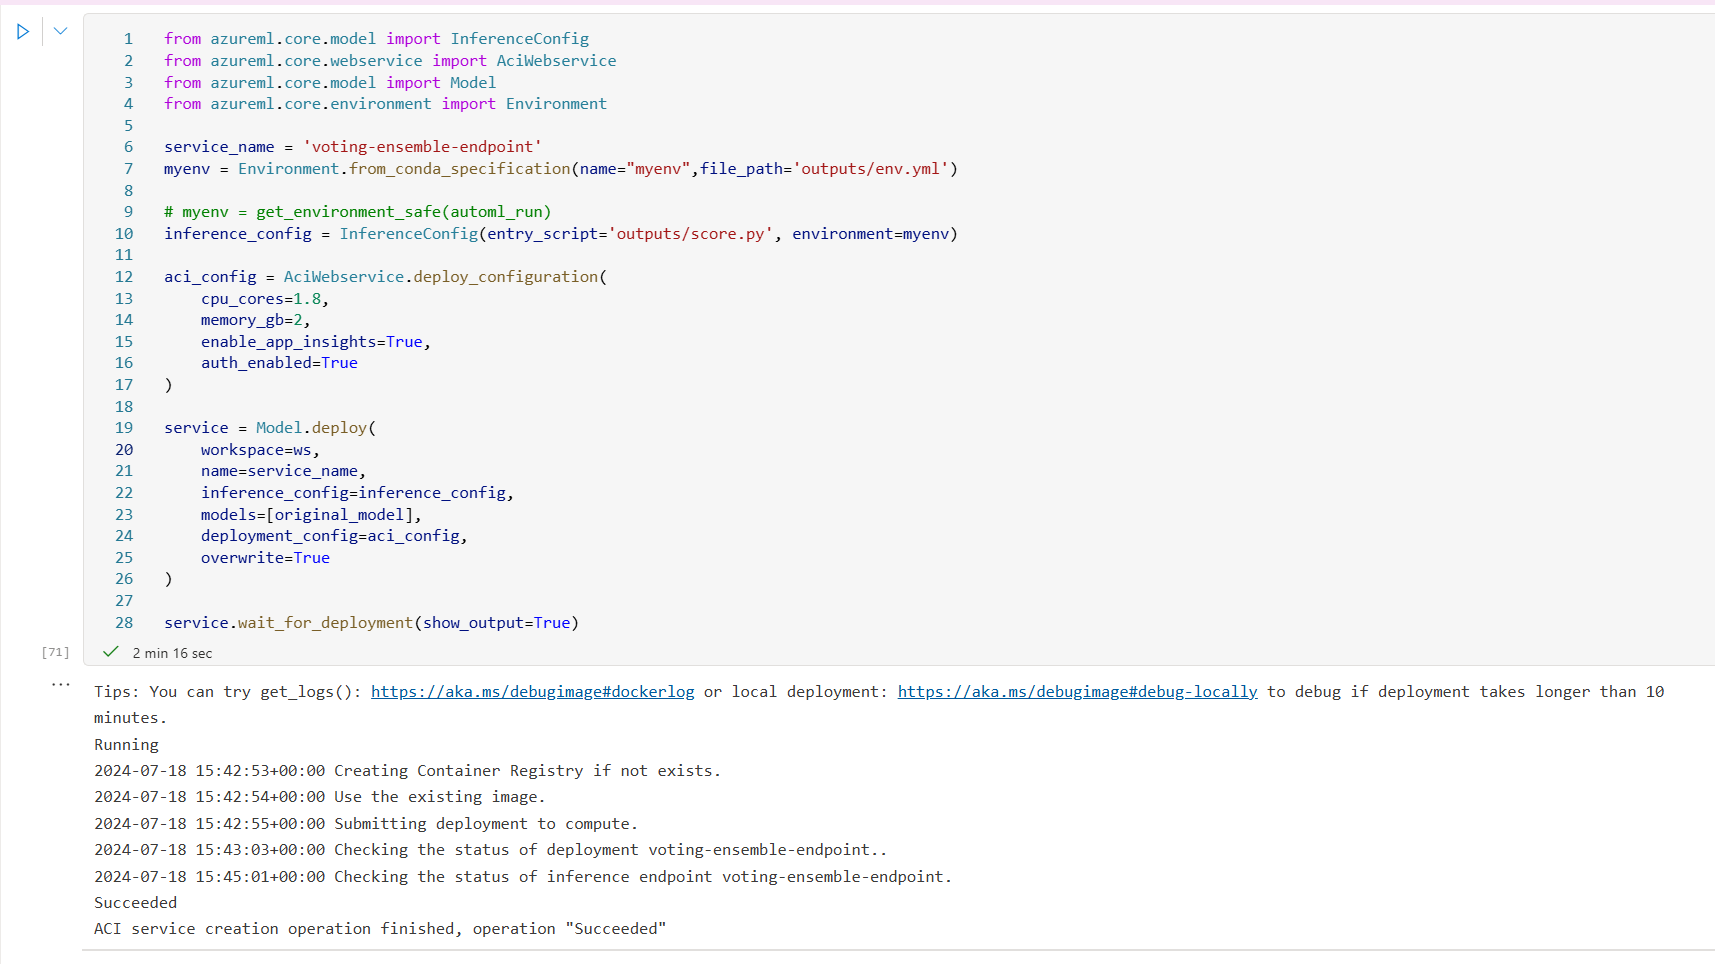 1 from azureml.core.model import InferenceConfig
2 from azureml.core.webservice import AciWebservice
3 from azureml.core.model import Model
4 from azureml.core.environment import Environment
5
6 service_name = 'voting-ensemble-endpoint'
7 myenv = Environment.from_conda_specification(name="myenv",file_path='outputs/env.yml')
8
9 # myenv = get_environment_safe(automl_run)
10 inference_config = InferenceConfig(entry_script='outputs/score.py', environment=myenv)
11
12 aci_config = AciWebservice.deploy_configuration(
13     cpu_cores=1.8,
14     memory_gb=2,
15     enable_app_insights=True,
16     auth_enabled=True
17 )
18
19 service = Model.deploy(
20     workspace=ws,
21     name=service_name,
22     inference_config=inference_config,
23     models=[original_model],
24     deployment_config=aci_config,
25     overwrite=True
26 )
27
28 service.wait_for_deployment(show_output=True)
[71] 2 min 16 sec
Tips: You can try get_logs(): https://aka.ms/debugimage#dockerlog or local deployment: https://aka.ms/debugimage#debug-locally to debug if deployment takes longer than 10
minutes.
Running
2024-07-18 15:42:53+00:00 Creating Container Registry if not exists.
2024-07-18 15:42:54+00:00 Use the existing image.
2024-07-18 15:42:55+00:00 Submitting deployment to compute.
2024-07-18 15:43:03+00:00 Checking the status of deployment voting-ensemble-endpoint..
2024-07-18 15:45:01+00:00 Checking the status of inference endpoint voting-ensemble-endpoint.
Succeeded
ACI service creation operation finished, operation "Succeeded"